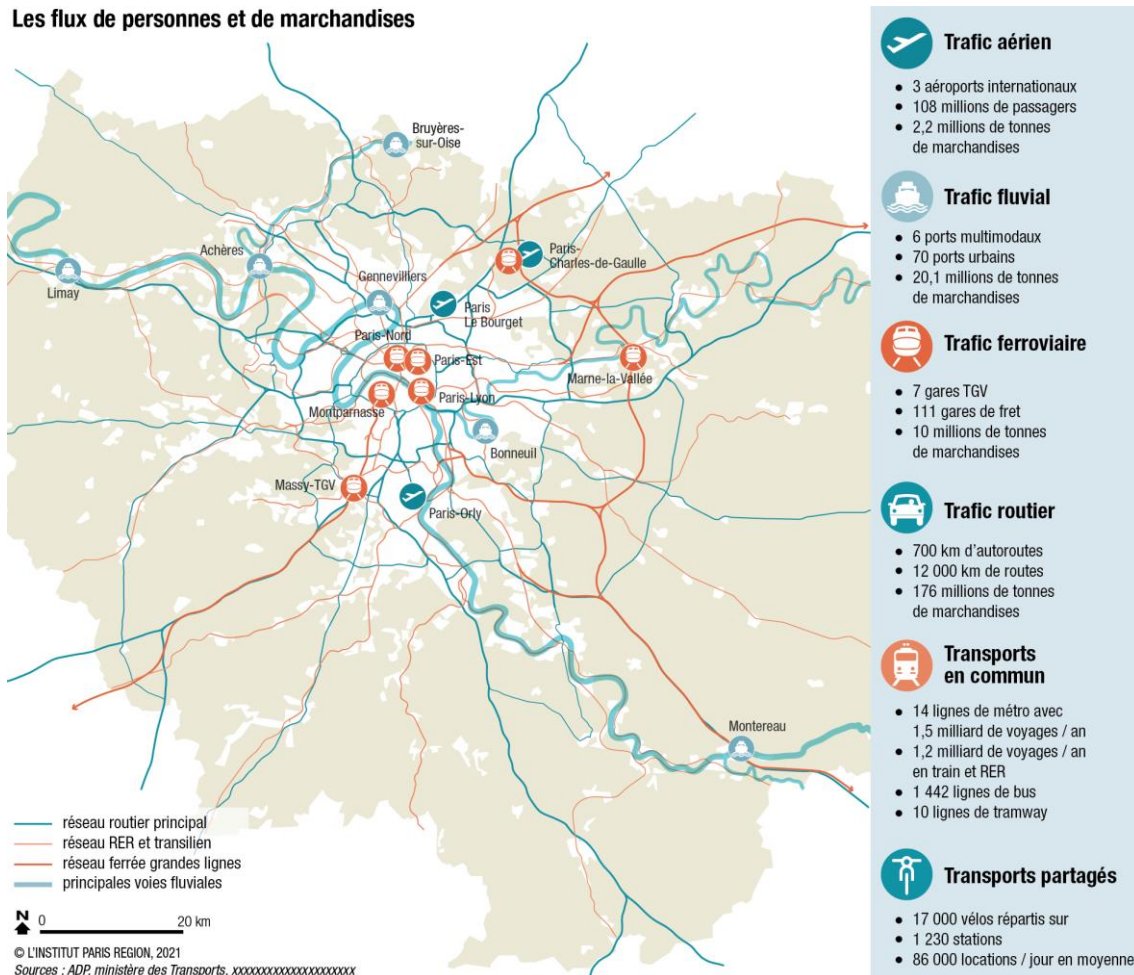 Les flux de personnes et de marchandises
Bruyères-
sur-Oise
Achères
Limay
Gennevilliers
Paris-
Charles-de-Gaulle
Paris
Le Bourget
Paris-Nord
Paris-Est
Marne-la-Vallée
Montparnasse
Paris-Lyon
Bonneuil
Massy-TGV
Paris-Orly
Montereau
réseau routier principal
réseau RER et transilien
réseau ferrée grandes lignes
principales voies fluviales
N 0 20 km
© L'INSTITUT PARIS REGION, 2021
Sources : ADP, ministère des Transports, xxxxxxxxxxxxxxxxxxxx
Trafic aérien
• 3 aéroports internationaux
• 108 millions de passagers
• 2,2 millions de tonnes
de marchandises
Trafic fluvial
• 6 ports multimodaux
• 70 ports urbains
• 20,1 millions de tonnes
de marchandises
Trafic ferroviaire
• 7 gares TGV
• 111 gares de fret
• 10 millions de tonnes
de marchandises
Trafic routier
• 700 km d'autoroutes
• 12 000 km de routes
• 176 millions de tonnes
de marchandises
Transports
en commun
• 14 lignes de métro avec
1,5 milliard de voyages / an
• 1,2 milliard de voyages / an
en train et RER
• 1 442 lignes de bus
• 10 lignes de tramway
Transports partagés
• 17 000 vélos répartis sur
• 1 230 stations
• 86 000 locations / jour en moyenne